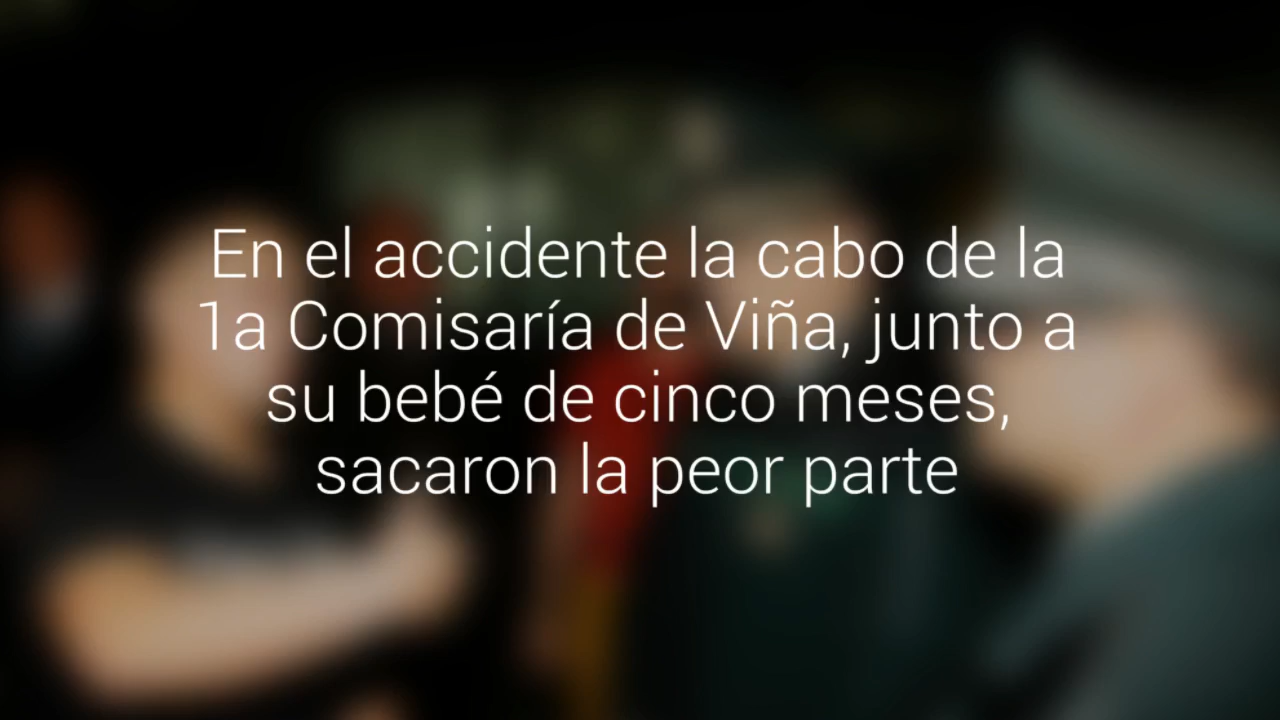 En el accidente la cabo de la
1a Comisaría de Viña, junto a
su bebé de cinco meses,
sacaron la peor parte